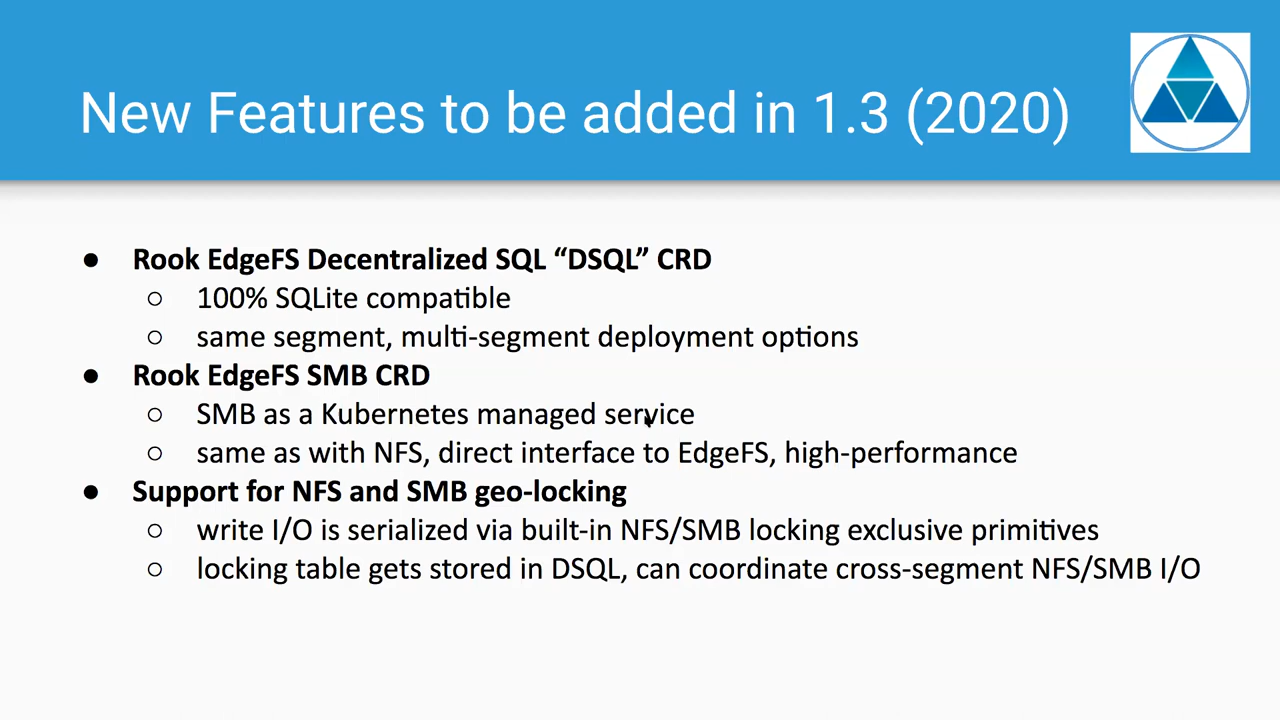 New Features to be added in 1.3 (2020)
● Rook EdgeFS Decentralized SQL “DSQL” CRD
○ 100% SQLite compatible
○ same segment, multi-segment deployment options
● Rook EdgeFS SMB CRD
○ SMB as a Kubernetes managed service
○ same as with NFS, direct interface to EdgeFS, high-performance
● Support for NFS and SMB geo-locking
○ write I/O is serialized via built-in NFS/SMB locking exclusive primitives
○ locking table gets stored in DSQL, can coordinate cross-segment NFS/SMB I/O